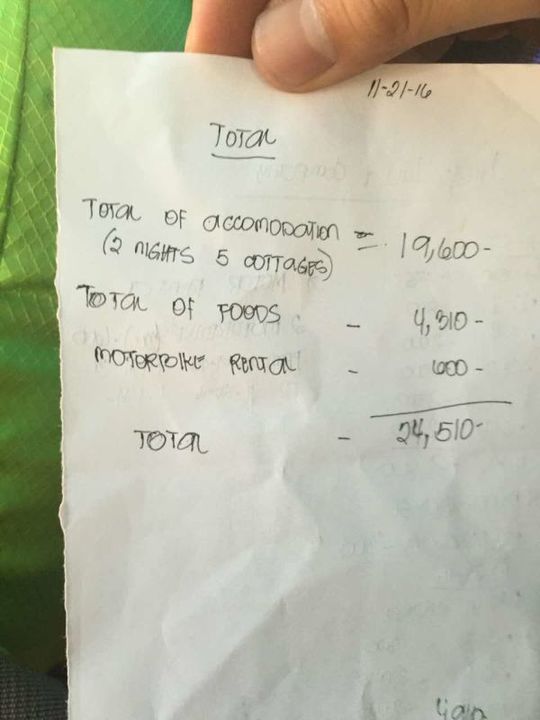 11-21-16
TOTAL
TOTAL OF ACCOMODATION = 19,600-
(2 NIGHTS 5 COTTAGES)
TOTAL OF FOODS - 4,310-
MOTORBIKE RENTAL - 600-
TOTAL - 24,510-